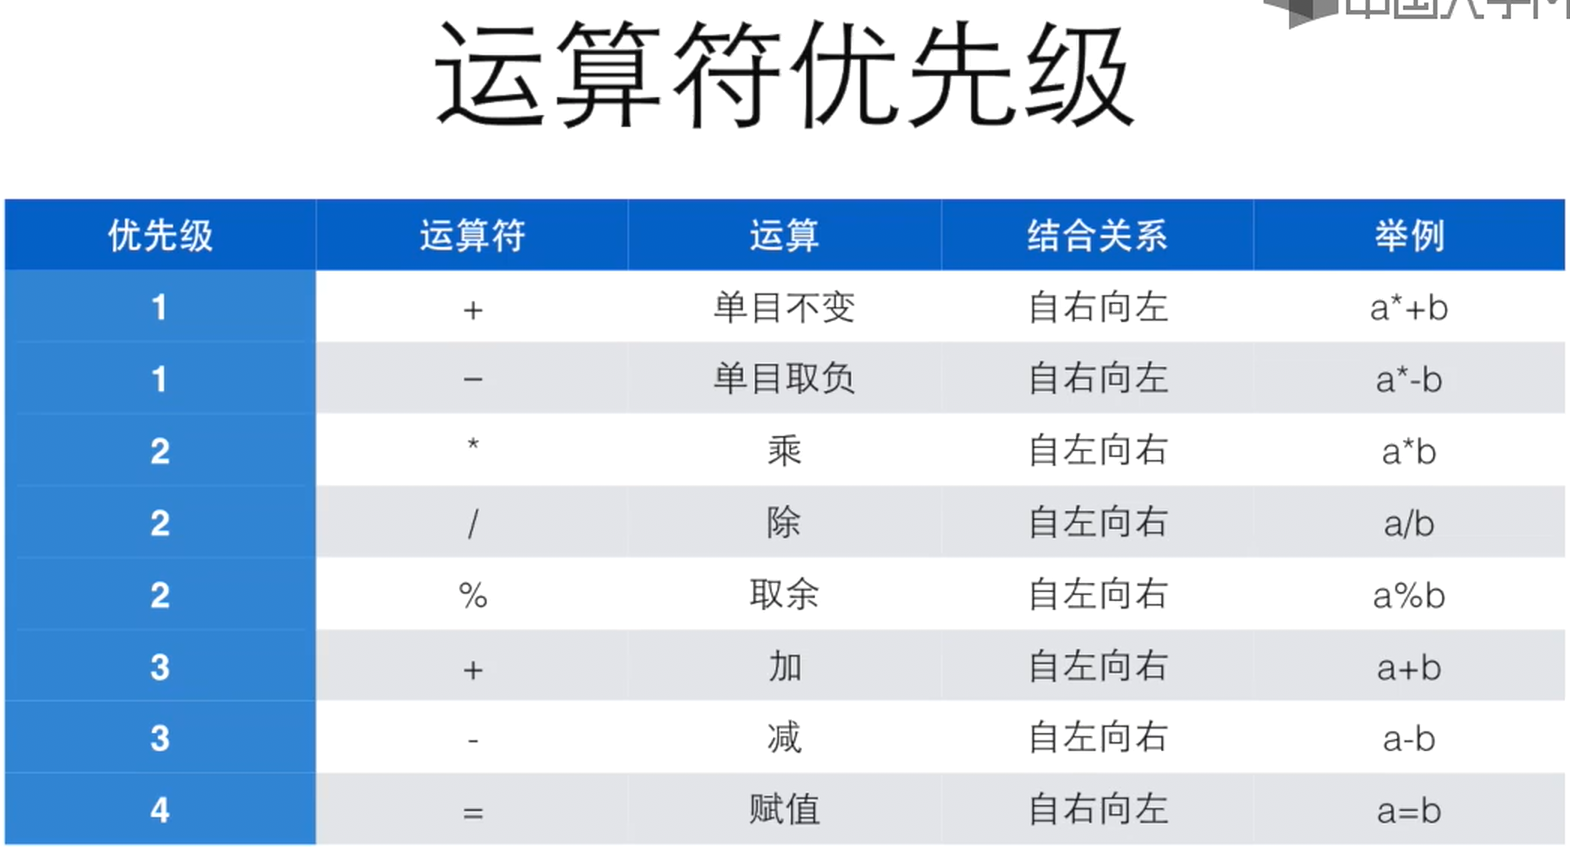 运算符优先级
优先级 运算符 运算 结合关系 举例
1 + 单目不变 自右向左 a*+b
1 − 单目取负 自右向左 a*-b
2 * 乘 自左向右 a*b
2 / 除 自左向右 a/b
2 % 取余 自左向右 a%b
3 + 加 自左向右 a+b
3 - 减 自左向右 a-b
4 = 赋值 自右向左 a=b